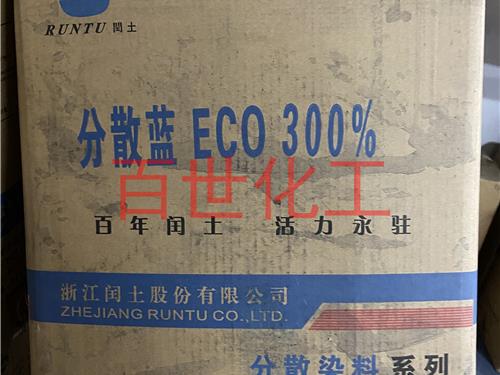 RUNTU 闰土
分散蓝 ECO 300%
百世化工
百年闰土 活力永驻
浙江闰土股份有限公司
ZHEJIANG RUNTU CO.,LTD.
分散染料系列